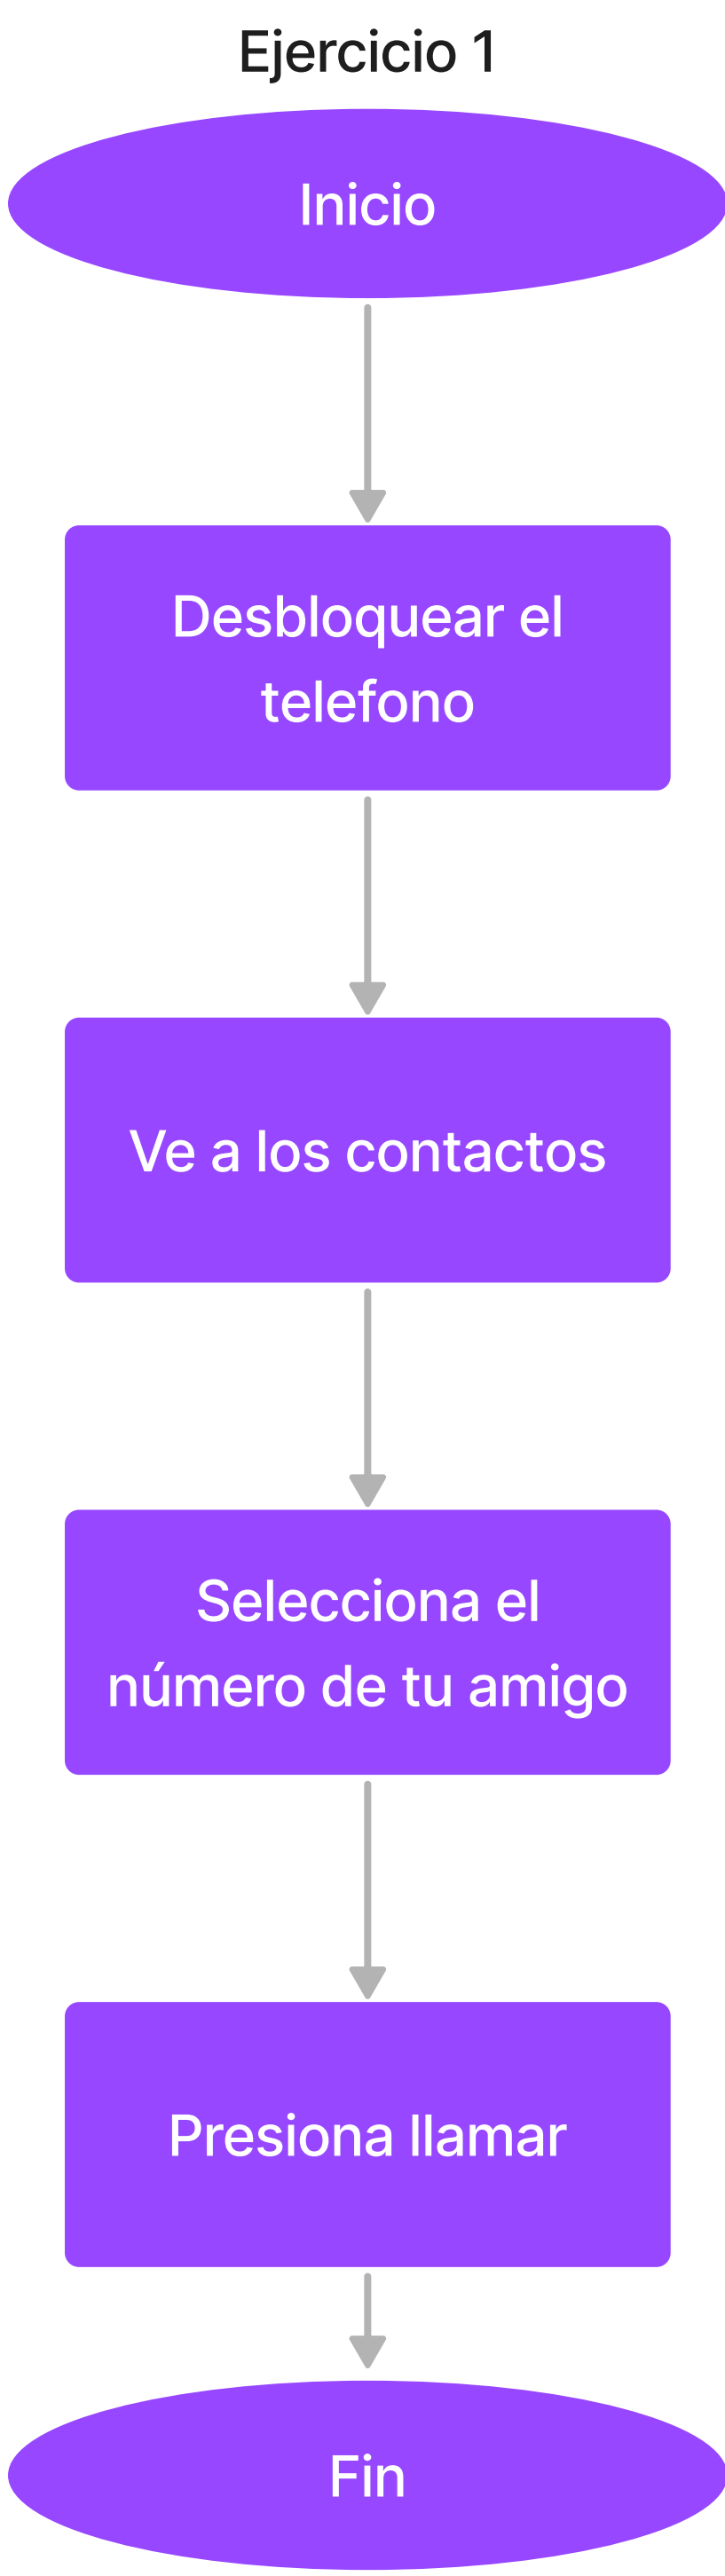 Ejercicio 1
Inicio
Desbloquear el
telefono
Ve a los contactos
Selecciona el
número de tu amigo
Presiona llamar
Fin